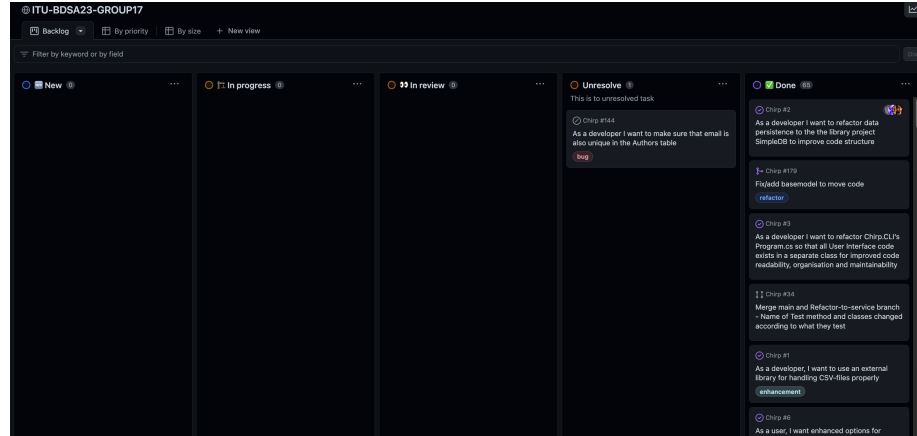 ITU-BDSA23-GROUP17
Backlog
By priority
By size
+ New view
Filter by keyword or by field
New 0
In progress 0
In review 0
Unresolve 1
This is to unresolved task
Chirp #144
As a developer I want to make sure that email is
also unique in the Authors table
bug
Done 65
Chirp #2
As a developer I want to refactor data
persistence to the the library project
SimpleDB to improve code structure
Chirp #179
Fix/add basemodel to move code
refactor
Chirp #3
As a developer I want to refactor Chirp.CLI's
Program.cs so that all User Interface code
exists in a separate class for improved code
readability, organisation and maintainability
Chirp #34
Merge main and Refactor-to-service branch
- Name of Test method and classes changed
according to what they test
Chirp #1
As a developer, I want to use an external
library for handling CSV-files properly
enhancement
Chirp #6
As a user, I want enhanced options for